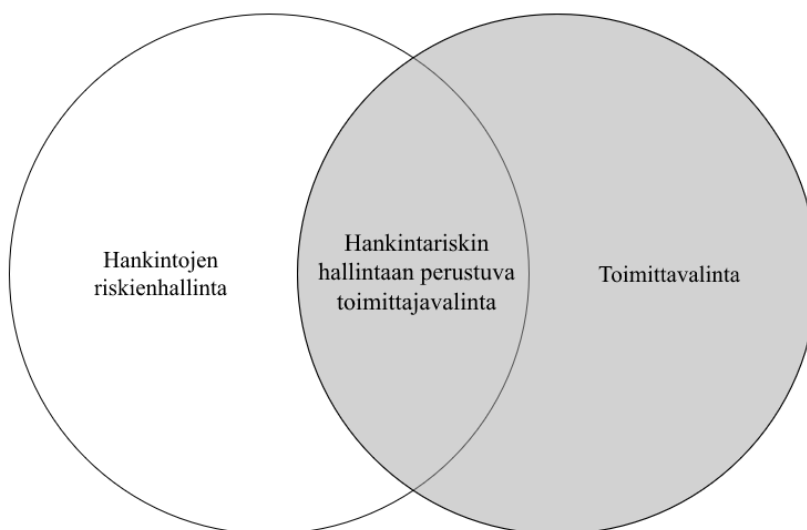 Hankintojen
riskienhallinta
Hankintariskin
hallintaan perustuva
toimittajavalinta
Toimittavalinta